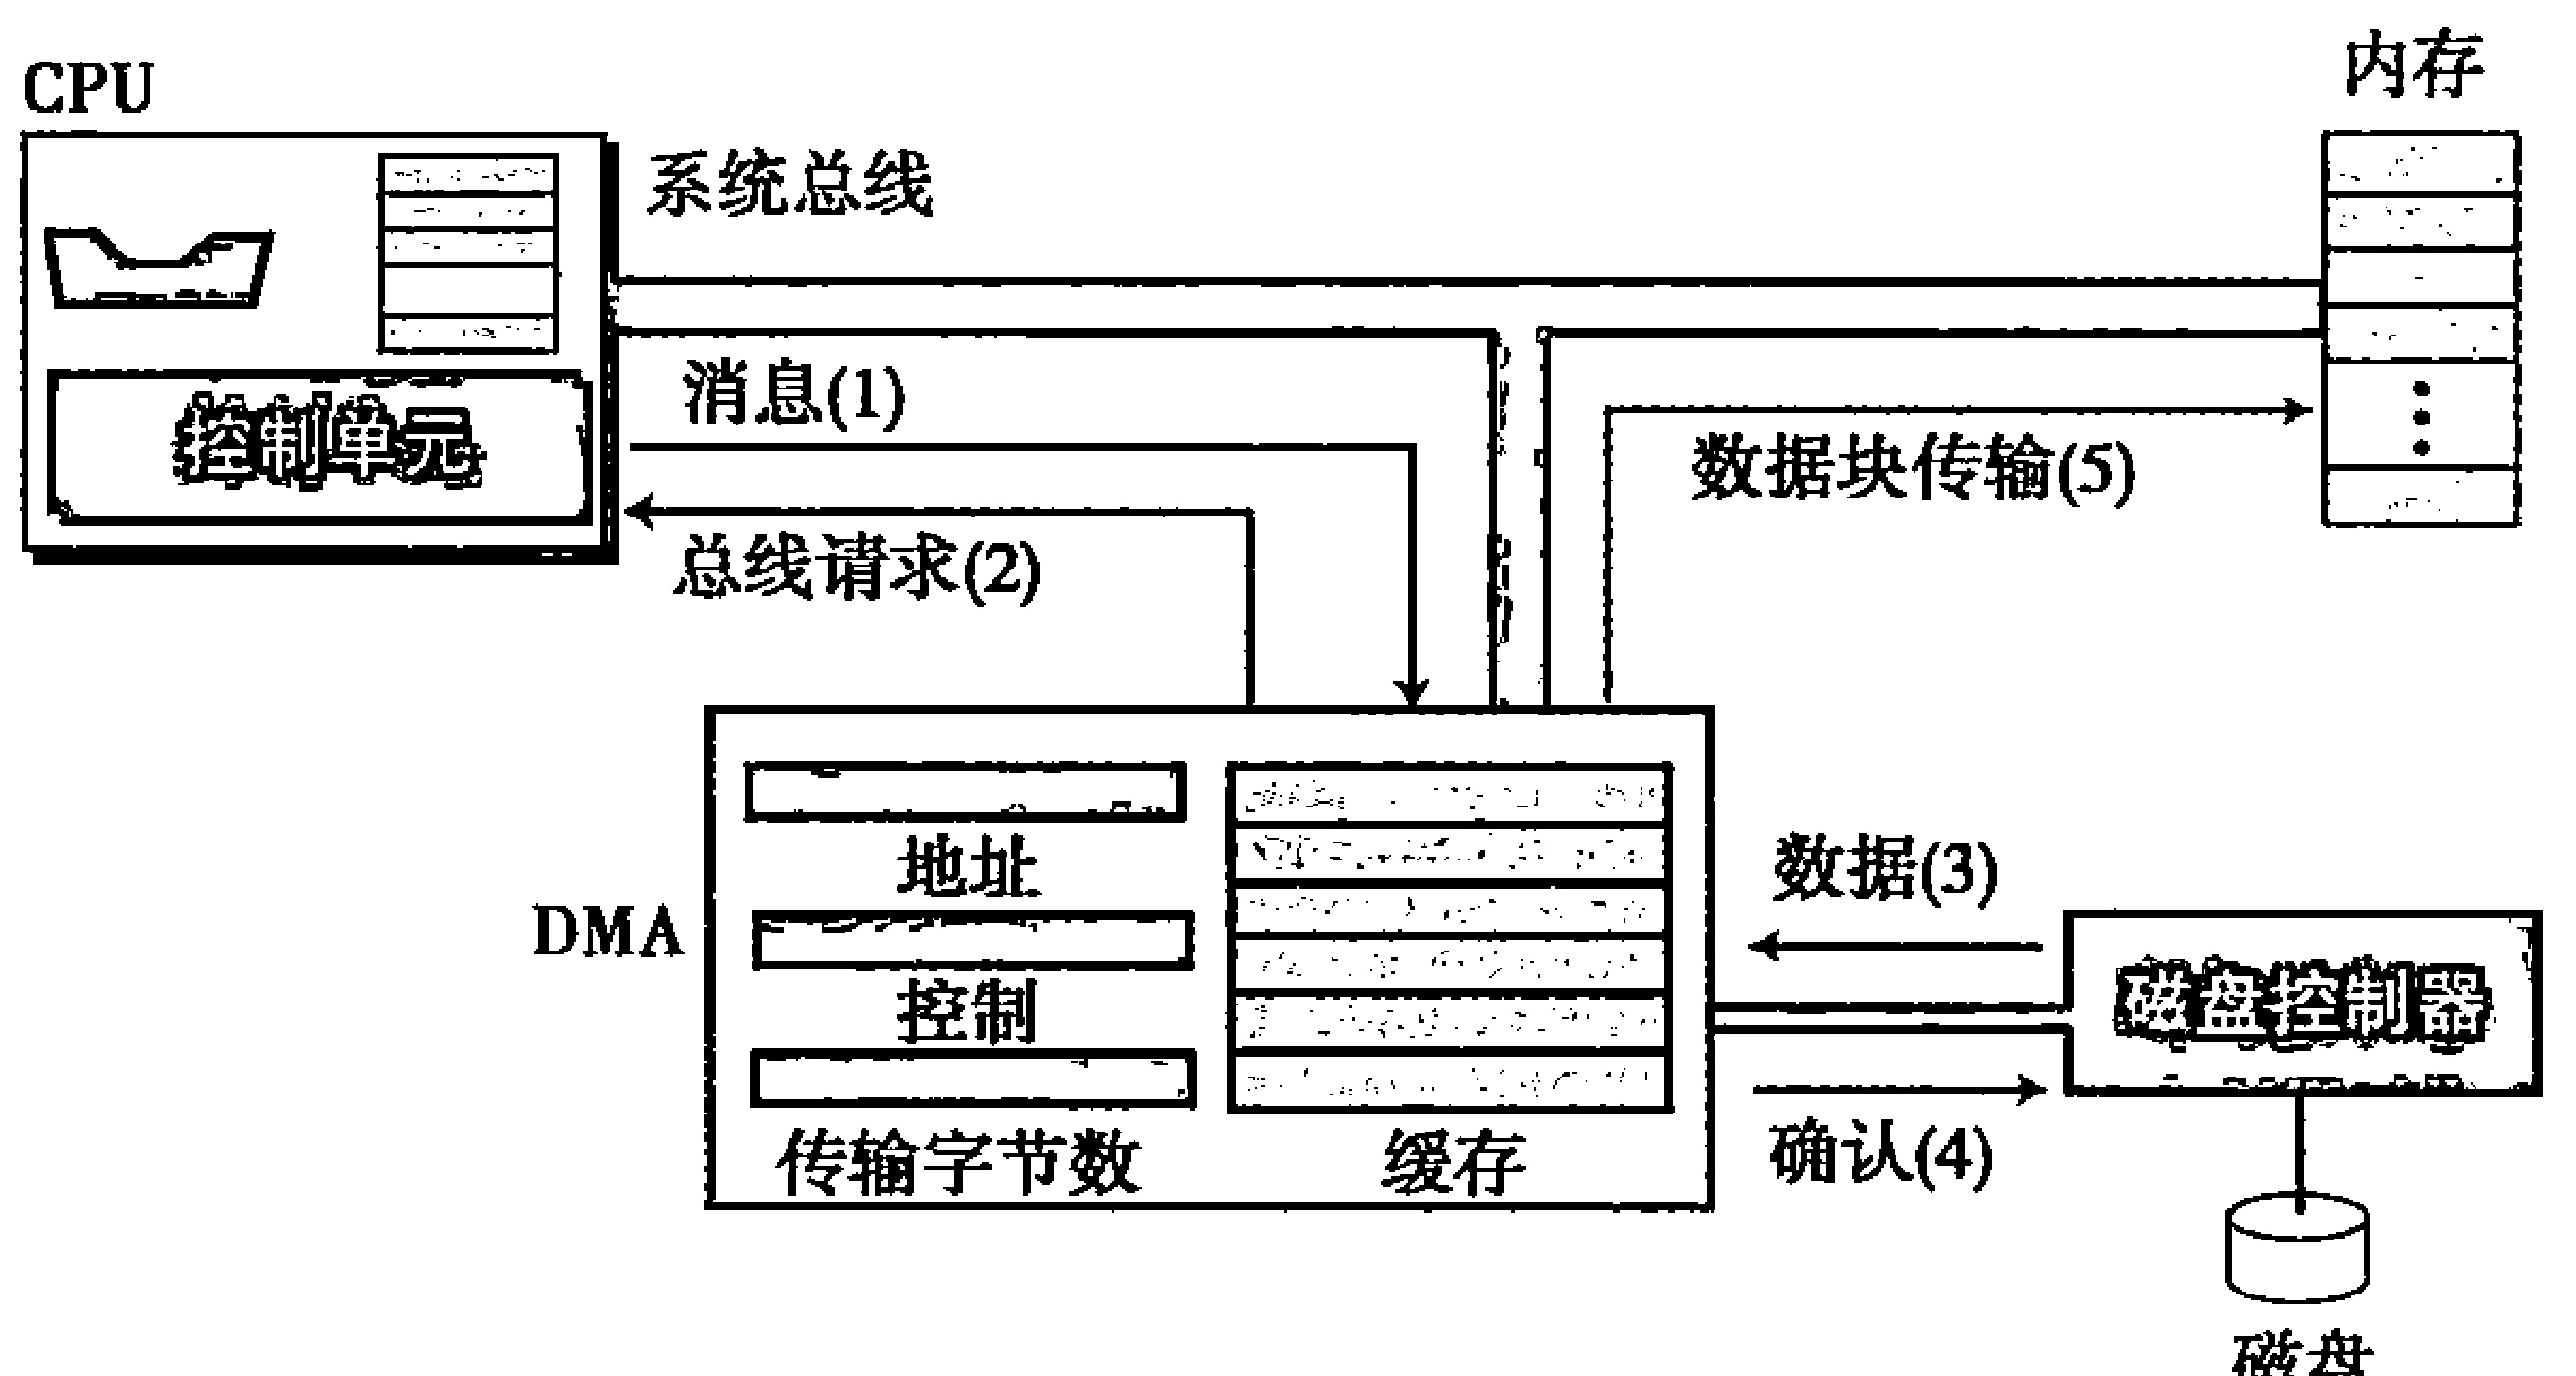 CPU
内存
系统总线
消息(1)
控制单元
数据块传输(5)
总线请求(2)
地址
数据(3)
DMA
控制
磁盘控制器
传输字节数
缓存
确认(4)
磁盘